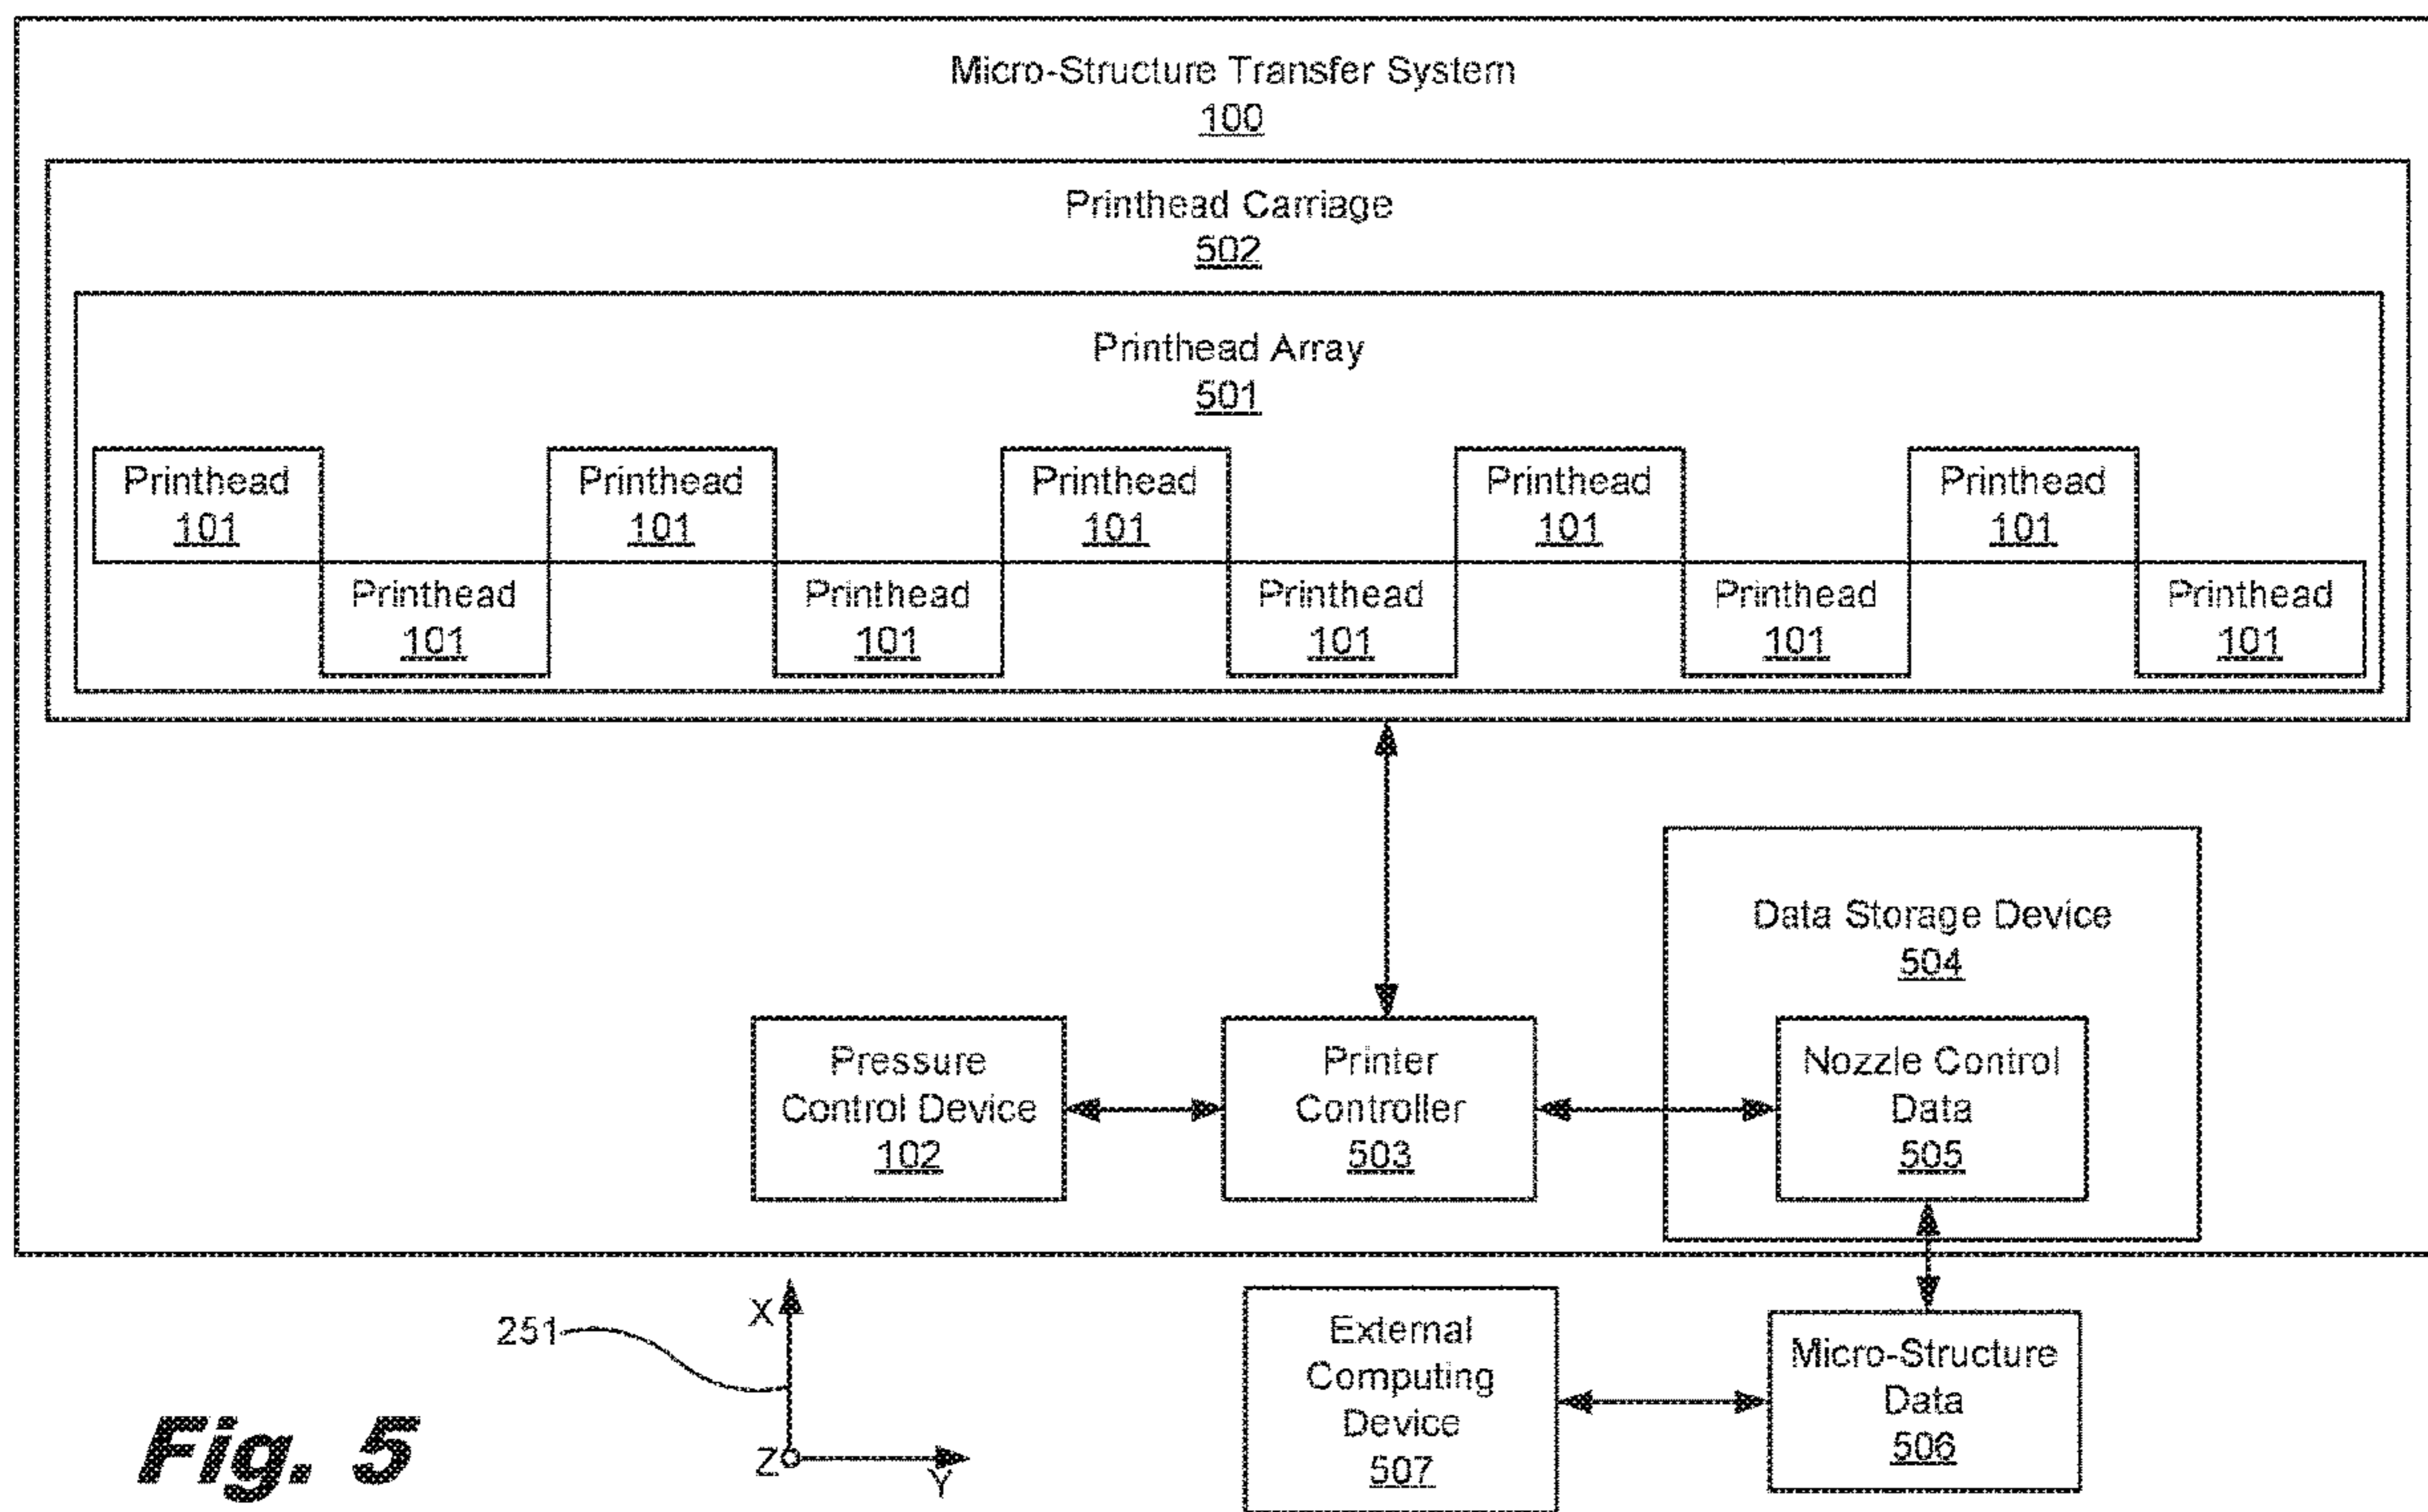 Micro-Structure Transfer System
100
Printhead Carriage
502
Printhead Array
501
Printhead Printhead Printhead Printhead Printhead
101 101 101 101 101
Printhead Printhead Printhead Printhead Printhead
101 101 101 101 101
Data Storage Device
504
Pressure
Control Device
102
Printer
Controller
503
Nozzle Control
Data
505
251
X
Z
Y
External
Computing
Device
507
Micro-Structure
Data
506
Fig. 5